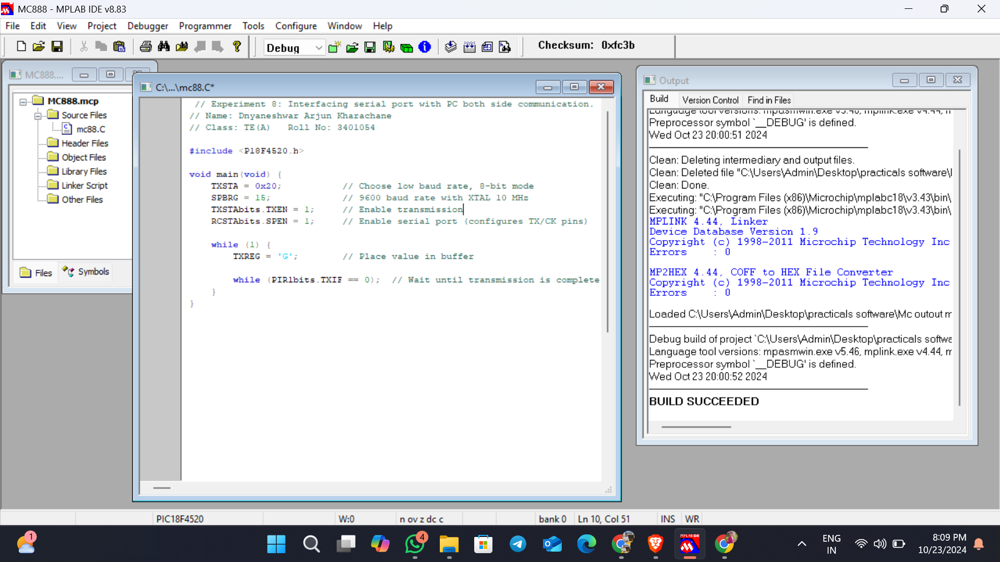 MC888 - MPLAB IDE v8.83
File Edit View Project Debugger Programmer Tools Configure Window Help
Debug
Checksum: 0xfc3b
MC888....
MC888.mcp
Source Files
mc88.C
Header Files
Object Files
Library Files
Linker Script
Other Files
Files
Symbols
C:\...\mc88.C*
// Experiment 8: Interfacing serial port with PC both side communication.
// Name: Dnyaneshwar Arjun Kharachane
// Class: TE(A)   Roll No: 3401054
#include <P18F4520.h>
void main(void) {
TXSTA = 0x20;           // Choose low baud rate, 8-bit mode
SPBRG = 15;             // 9600 baud rate with XTAL 10 MHz
TXSTAbits.TXEN = 1;     // Enable transmission
RCSTAbits.SPEN = 1;     // Enable serial port (configures TX/CK pins)
while (1) {
TXREG = 'G';        // Place value in buffer
while (PIR1bits.TXIF == 0);  // Wait until transmission is complete
}
}
Output
Build Version Control Find in Files
Language tool versions: mpasmwin.exe v5.46, mplink.exe v4.44, m
Preprocessor symbol `__DEBUG' is defined.
Wed Oct 23 20:00:51 2024
Clean: Deleting intermediary and output files.
Clean: Deleted file "C:\Users\Admin\Desktop\practicals software\
Clean: Done.
Executing: "C:\Program Files (x86)\Microchip\mplabc18\v3.43\bin\
Executing: "C:\Program Files (x86)\Microchip\mplabc18\v3.43\bin\
MPLINK 4.44, Linker
Device Database Version 1.9
Copyright (c) 1998-2011 Microchip Technology Inc
Errors    : 0
MP2HEX 4.44, COFF to HEX File Converter
Copyright (c) 1998-2011 Microchip Technology Inc
Errors    : 0
Loaded C:\Users\Admin\Desktop\practicals software\Mc outout m
Debug build of project `C:\Users\Admin\Desktop\practicals softwa
Language tool versions: mpasmwin.exe v5.46, mplink.exe v4.44, m
Preprocessor symbol `__DEBUG' is defined.
Wed Oct 23 20:00:52 2024
BUILD SUCCEEDED
PIC18F4520 W:0 n ov z dc c bank 0 Ln 10, Col 51 INS WR
1
4
MPLAB IDE
ENG
IN
8:09 PM
10/23/2024